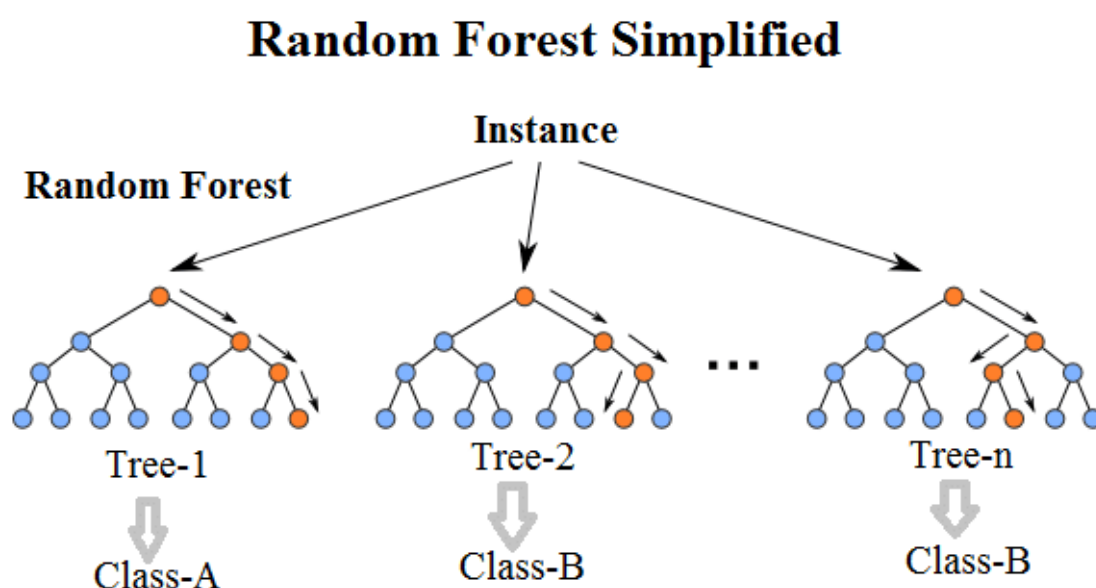 Random Forest Simplified
Instance
Random Forest
...
Tree-1
Tree-2
Tree-n
Class-A
Class-B
Class-B